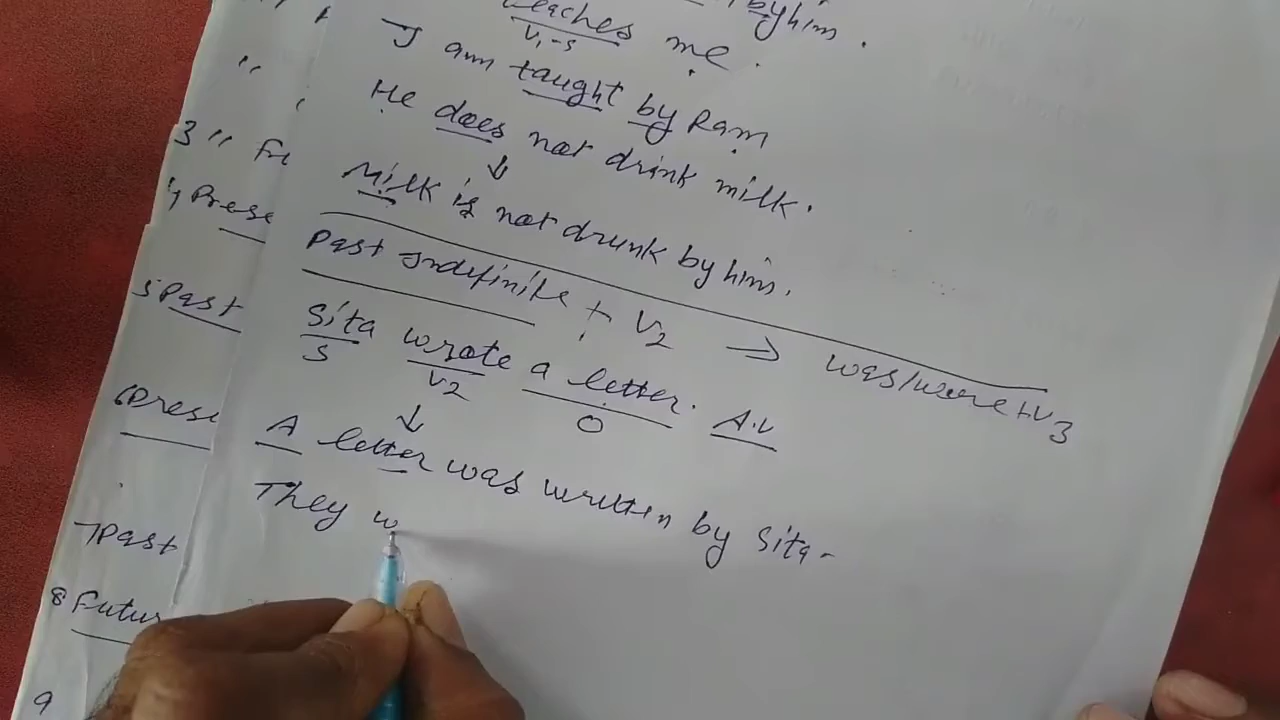 by him.
teaches me.
V1-s
I am taught by Ram
He does not drink milk.
Milk is not drunk by him.
Past Indefinite + V2 ⇒ was/were+V3
Sita wrote a letter. A.V
S V2 O
A letter was written by Sita-
They w
3 " Fu
4) Prese
5 Past
6 Prese
7 Past
8 Futur
9